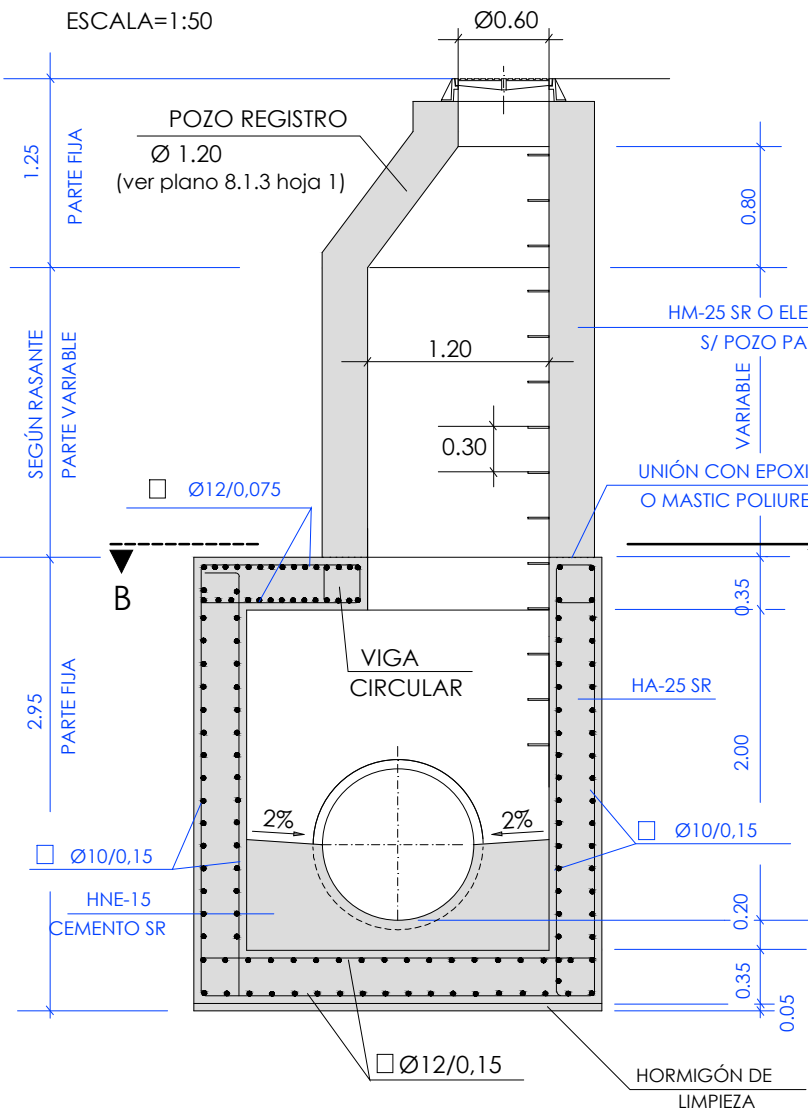 ESCALA=1:50
Ø0.60
POZO REGISTRO
Ø 1.20
(ver plano 8.1.3 hoja 1)
1.25
PARTE FIJA
0.80
HM-25 SR O ELE
S/ POZO PA
1.20
SEGÚN RASANTE
PARTE VARIABLE
VARIABLE
0.30
UNIÓN CON EPOXI
O MASTIC POLIURE
Ø12/0,075
B
0.35
VIGA
CIRCULAR
HA-25 SR
2.95
PARTE FIJA
2.00
2%
2%
Ø10/0,15
Ø10/0,15
HNE-15
CEMENTO SR
0.20
0.35
0.05
Ø12/0,15
HORMIGÓN DE
LIMPIEZA